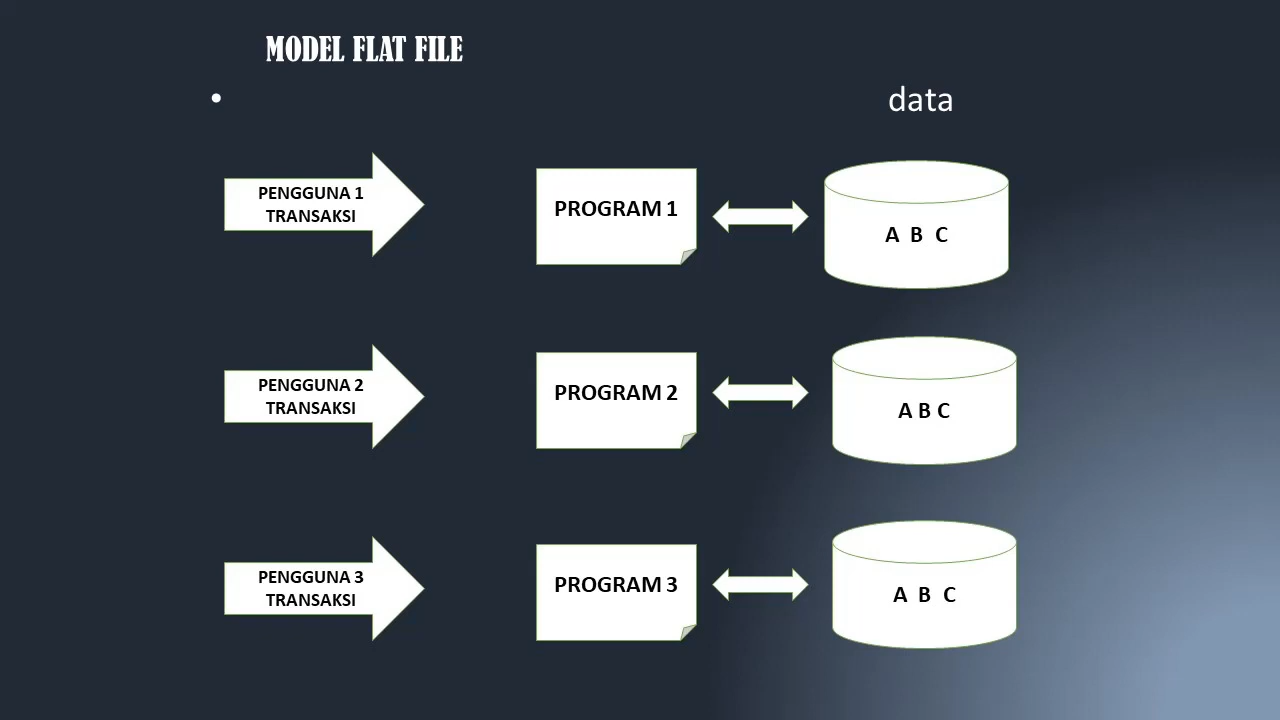 MODEL FLAT FILE
• data
PENGGUNA 1
TRANSAKSI
PROGRAM 1
A B C
PENGGUNA 2
TRANSAKSI
PROGRAM 2
A B C
PENGGUNA 3
TRANSAKSI
PROGRAM 3
A B C